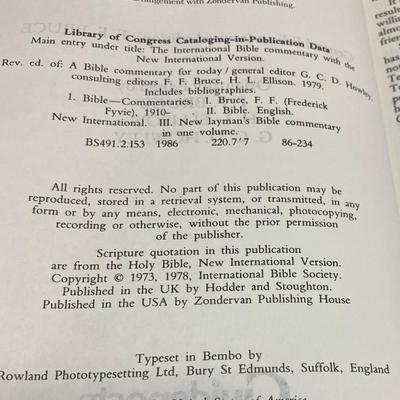 arrangement with Zondervan Publishing.
Library of Congress Cataloging-in-Publication Data
Main entry under title: The International Bible commentary with the
New International Version.
Rev. ed. of: A Bible commentary for today / general editor G. C. D. Howley,
consulting editors F. F. Bruce, H. L. Ellison. 1979.
Includes bibliographies.
1. Bible—Commentaries. I. Bruce, F. F. (Frederick
Fyvie), 1910- II. Bible. English.
New International. III. New layman's Bible commentary
in one volume.
BS491.2.153 1986 220.7'7 86-234
All rights reserved. No part of this publication may be
reproduced, stored in a retrieval system, or transmitted, in any
form or by any means, electronic, mechanical, photocopying,
recording or otherwise, without the prior permission
of the publisher.
Scripture quotation in this publication
are from the Holy Bible, New International Version.
Copyright © 1973, 1978, International Bible Society.
Published in the UK by Hodder and Stoughton.
Published in the USA by Zondervan Publishing House
Typeset in Bembo by
Rowland Phototypesetting Ltd, Bury St Edmunds, Suffolk, England